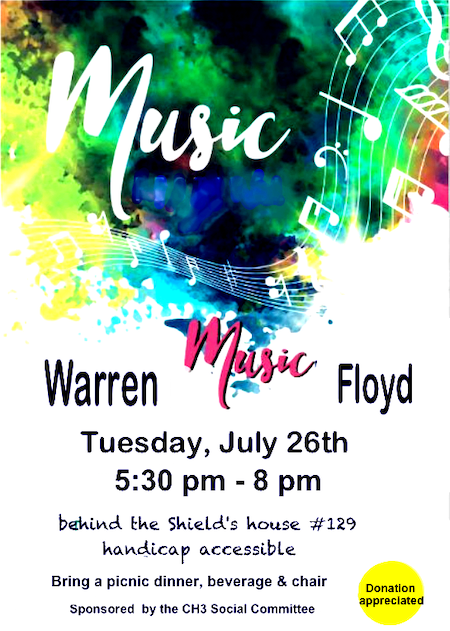 Music
Warren Music Floyd
Tuesday, July 26th
5:30 pm - 8 pm
behind the Shield's house #129
handicap accessible
Bring a picnic dinner, beverage & chair
Sponsored by the CH3 Social Committee
Donation
appreciated